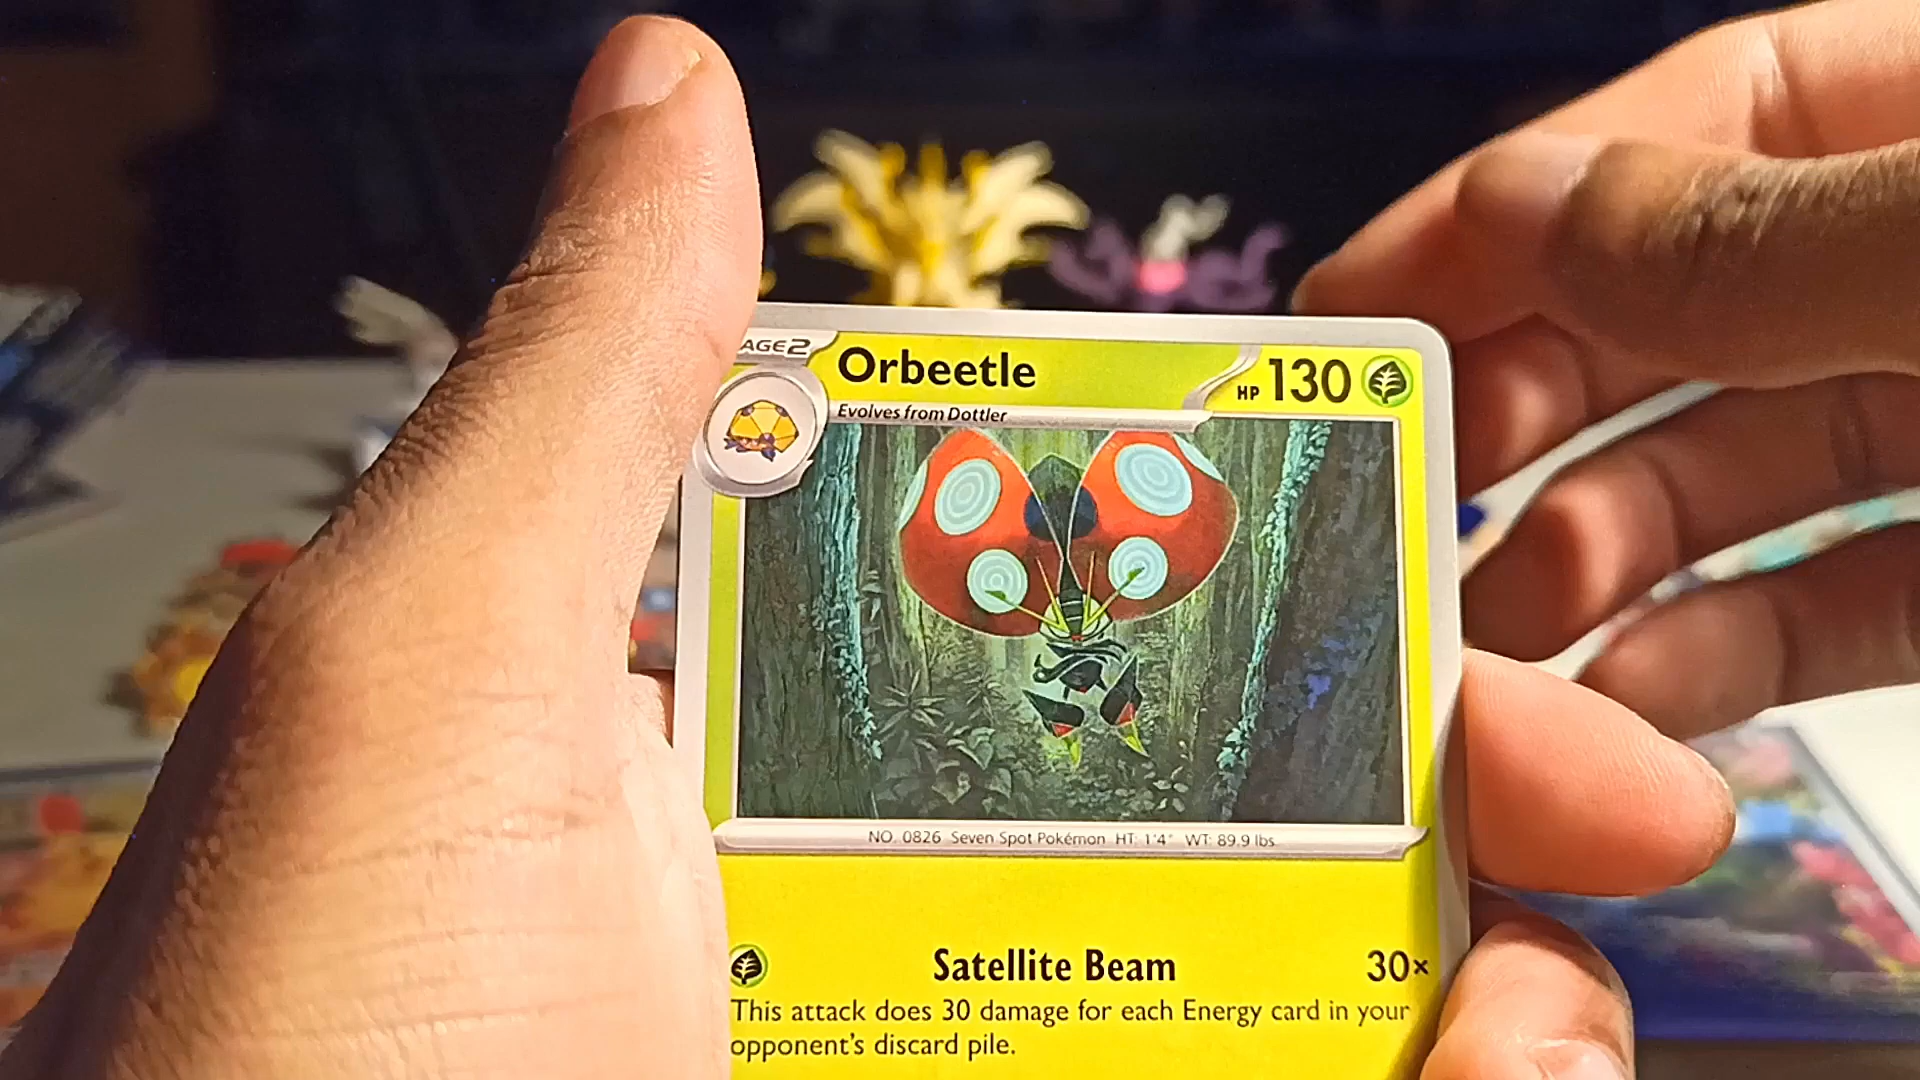 AGE2
Orbeetle
HP 130
Evolves from Dottler
NO. 0826 Seven Spot Pokémon HT: 1'4" WT: 89.9 lbs.
Satellite Beam 30×
This attack does 30 damage for each Energy card in your
opponent's discard pile.